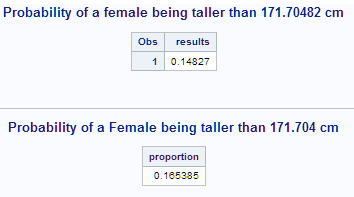 Probability of a female being taller than 171.70482 cm
Obs results
1 0.14827
Probability of a Female being taller than 171.704 cm
proportion
0.165385